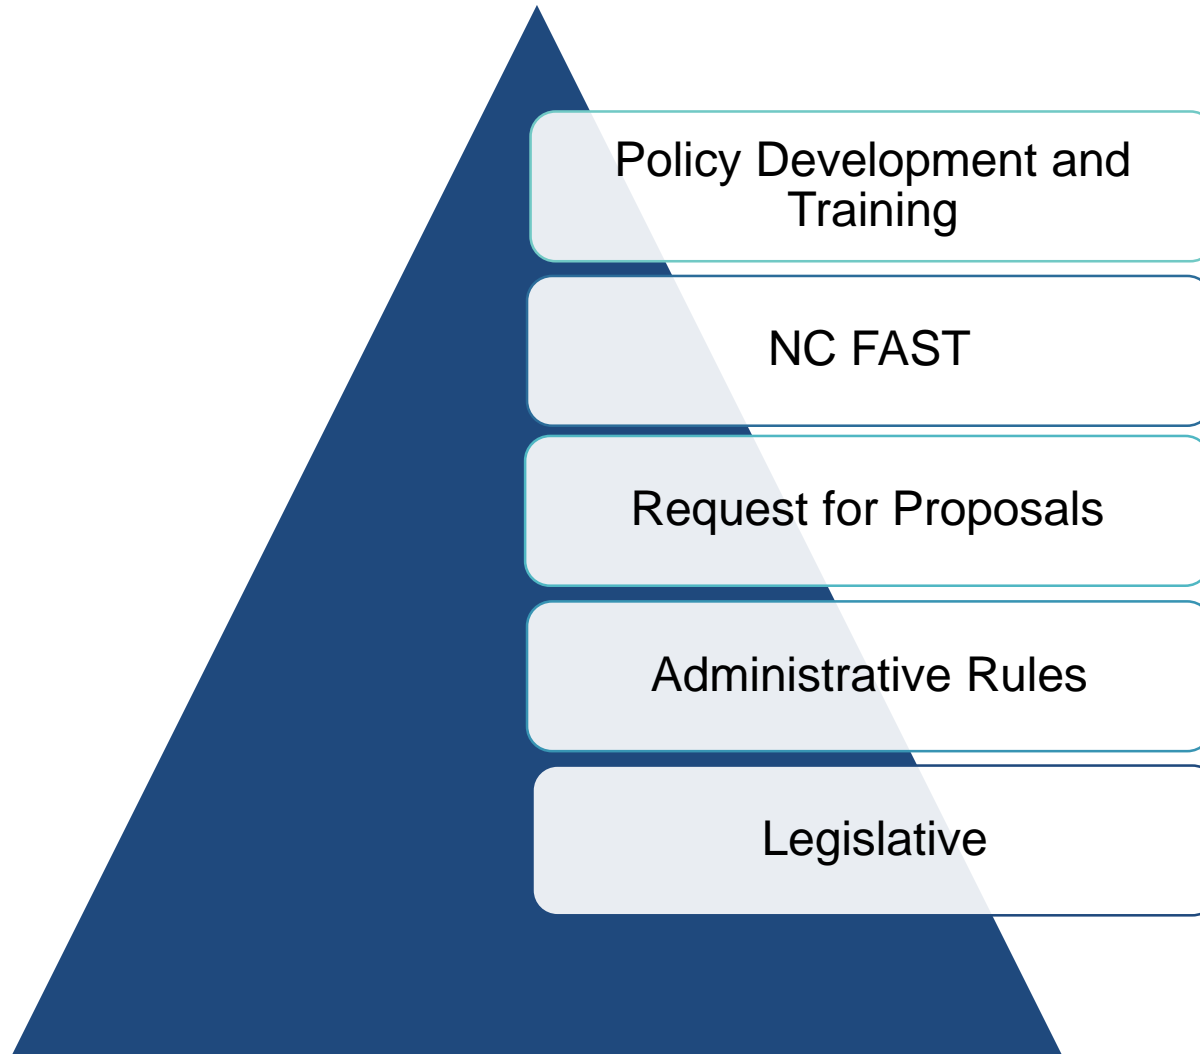 Policy Development and
Training
NC FAST
Request for Proposals
Administrative Rules
Legislative